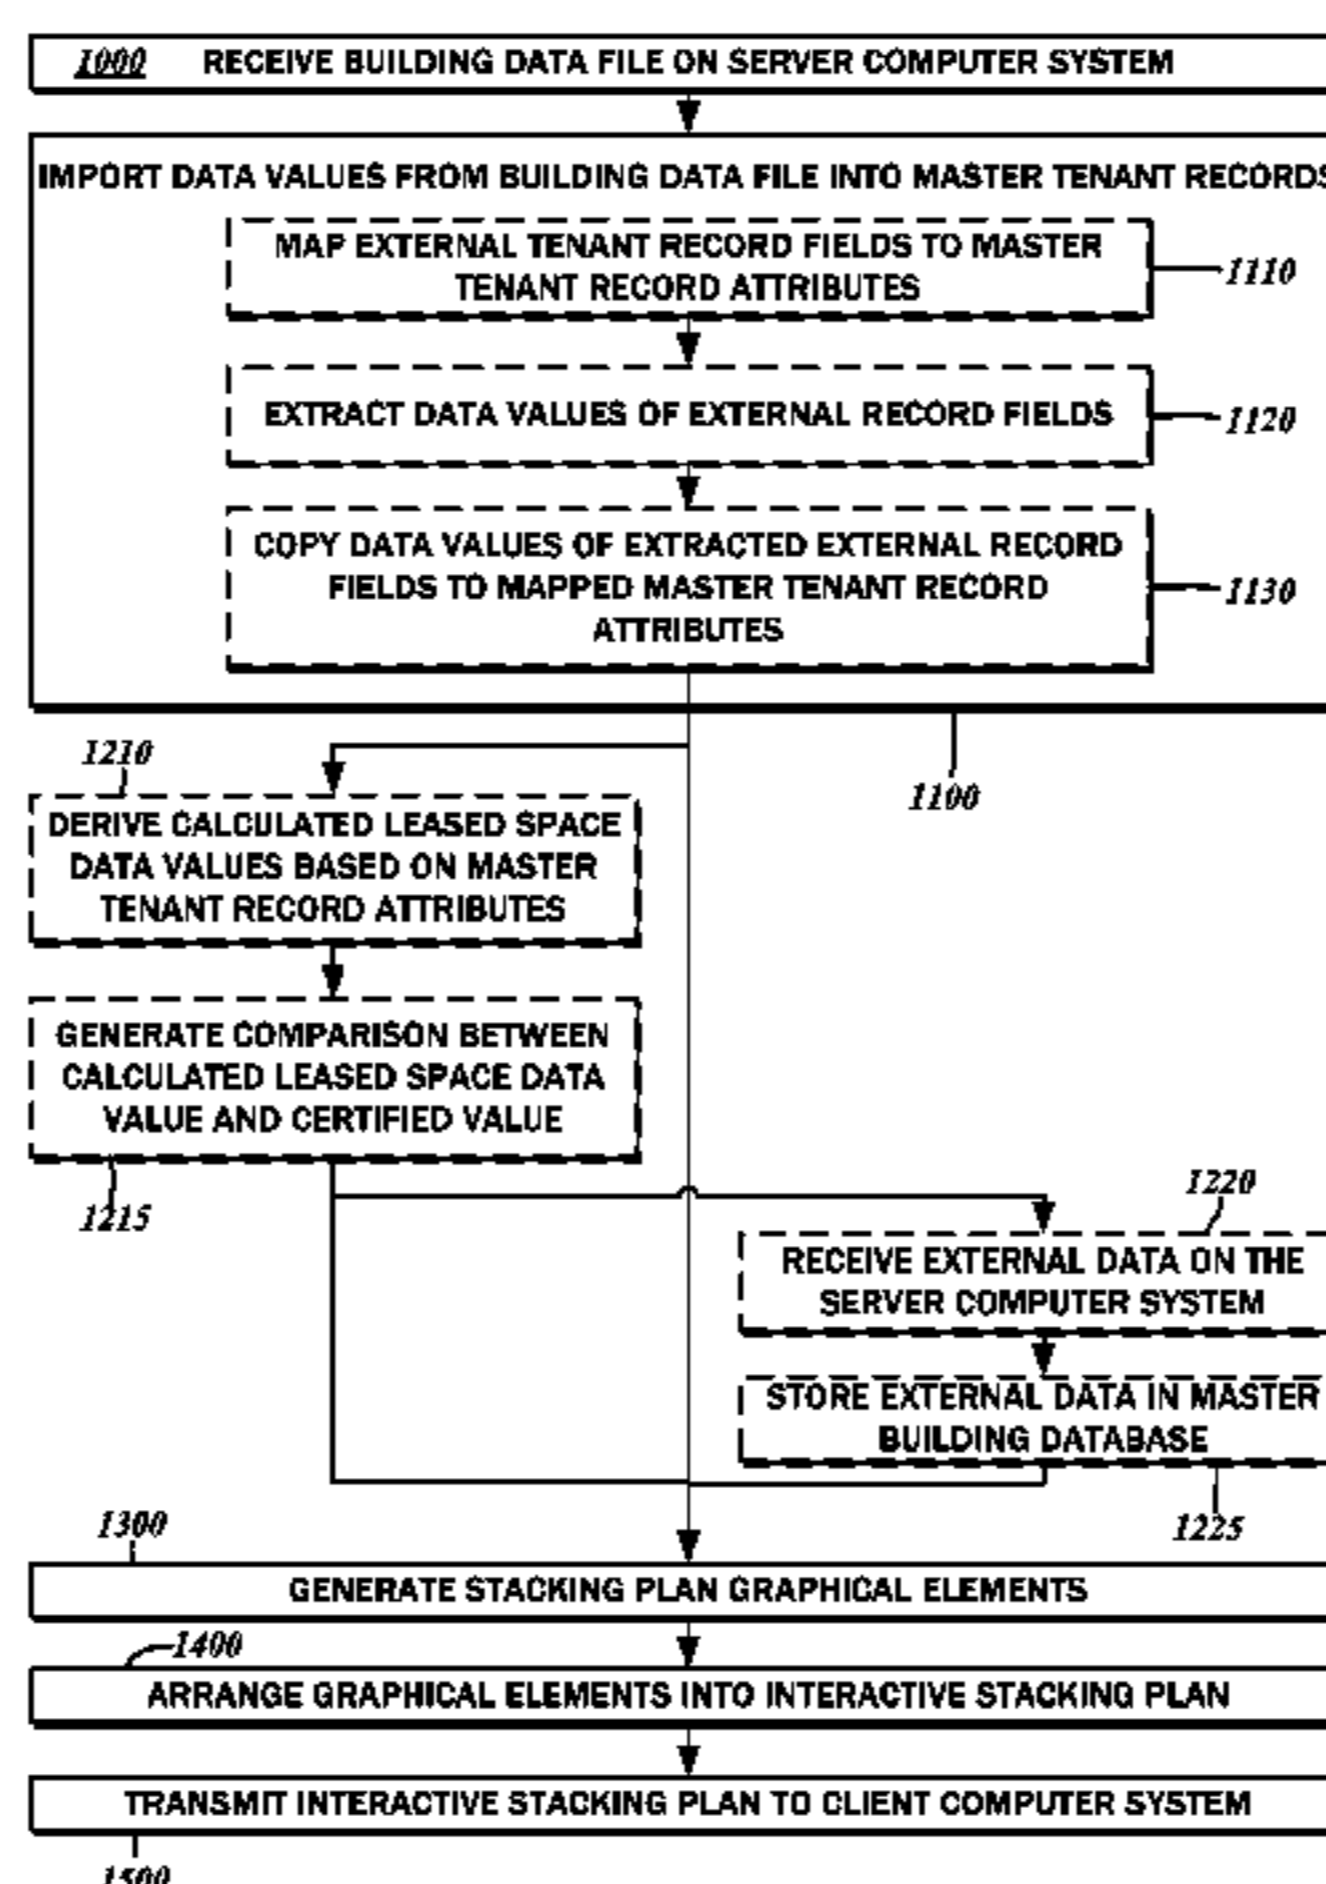 1000 RECEIVE BUILDING DATA FILE ON SERVER COMPUTER SYSTEM
IMPORT DATA VALUES FROM BUILDING DATA FILE INTO MASTER TENANT RECORDS
MAP EXTERNAL TENANT RECORD FIELDS TO MASTER
TENANT RECORD ATTRIBUTES
1110
EXTRACT DATA VALUES OF EXTERNAL RECORD FIELDS
1120
COPY DATA VALUES OF EXTRACTED EXTERNAL RECORD
FIELDS TO MAPPED MASTER TENANT RECORD
ATTRIBUTES
1130
1100
1210
DERIVE CALCULATED LEASED SPACE
DATA VALUES BASED ON MASTER
TENANT RECORD ATTRIBUTES
GENERATE COMPARISON BETWEEN
CALCULATED LEASED SPACE DATA
VALUE AND CERTIFIED VALUE
1215
1220
RECEIVE EXTERNAL DATA ON THE
SERVER COMPUTER SYSTEM
STORE EXTERNAL DATA IN MASTER
BUILDING DATABASE
1225
1300
GENERATE STACKING PLAN GRAPHICAL ELEMENTS
1400
ARRANGE GRAPHICAL ELEMENTS INTO INTERACTIVE STACKING PLAN
TRANSMIT INTERACTIVE STACKING PLAN TO CLIENT COMPUTER SYSTEM
1500